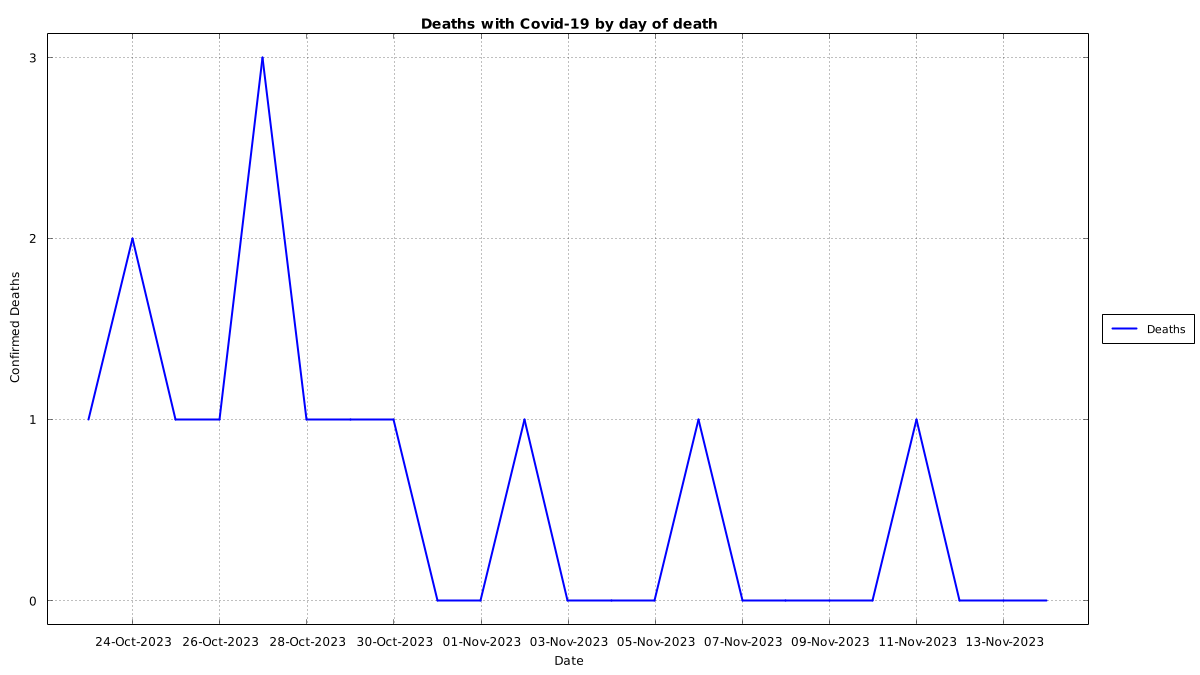 Deaths with Covid-19 by day of death
3
2
1
0
Confirmed Deaths
24-Oct-2023 26-Oct-2023 28-Oct-2023 30-Oct-2023 01-Nov-2023 03-Nov-2023 05-Nov-2023 07-Nov-2023 09-Nov-2023 11-Nov-2023 13-Nov-2023
Date
Deaths